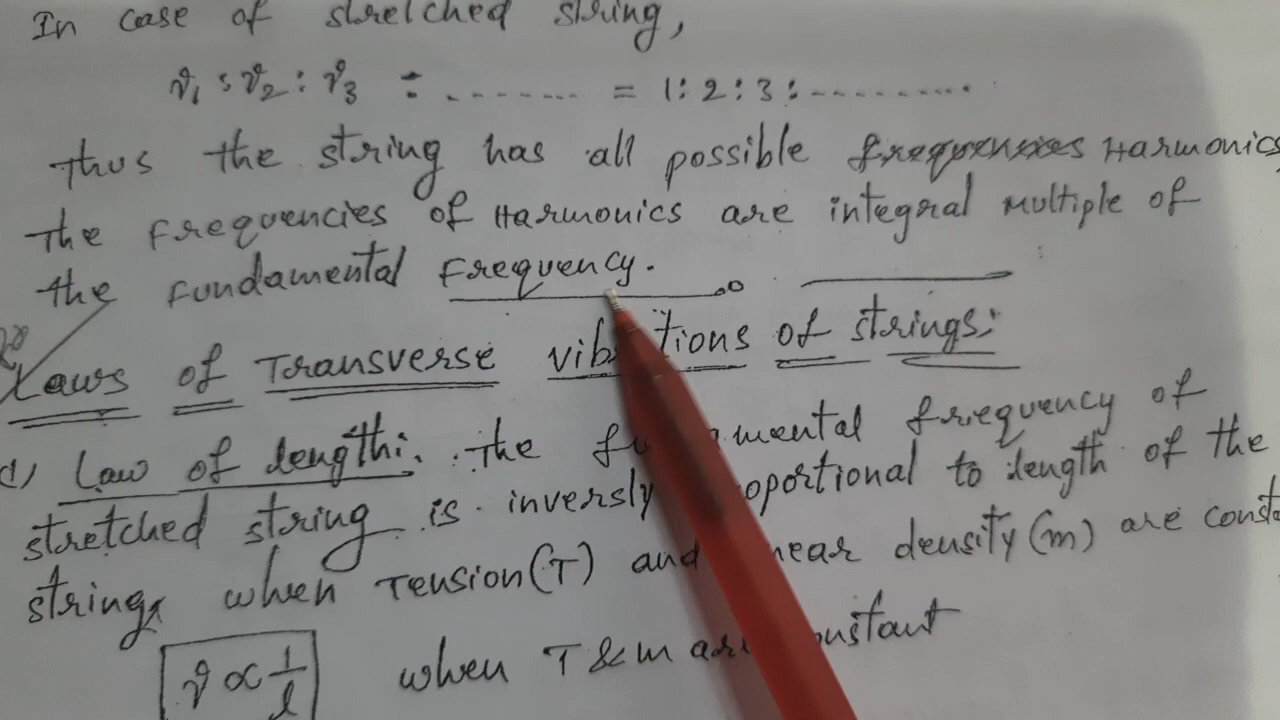 In case of stretched string,
ν₁ : ν₂ : ν₃ : ........ = 1 : 2 : 3 : ..........
Thus the string has all possible frequencies Harmonics
The frequencies of Harmonics are integral multiple of
the fundamental frequency.
Laws of Transverse vibrations of strings:
1) Law of length: The fundamental frequency of
stretched string is inversly proportional to length of the
string, when Tension (T) and linear density (m) are consta
ν ∝ 1/l when T & m are constant